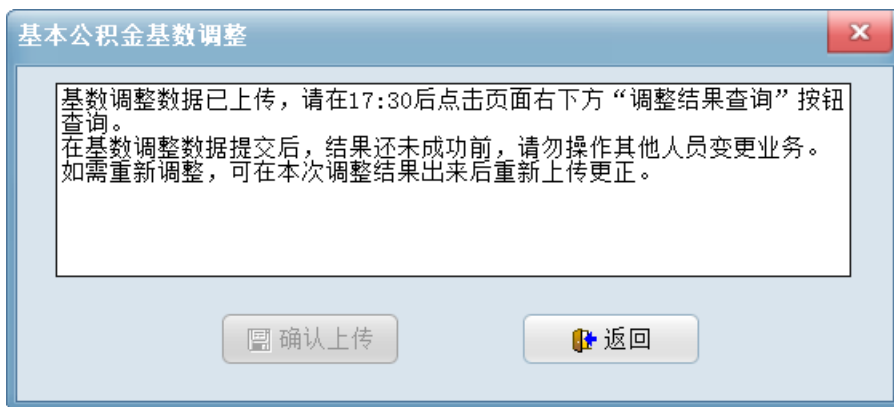 基本公积金基数调整
基数调整数据已上传，请在17:30后点击页面右下方“调整结果查询”按钮
查询。
在基数调整数据提交后，结果还未成功前，请勿操作其他人员变更业务。
如需重新调整，可在本次调整结果出来后重新上传更正。
确认上传
返回